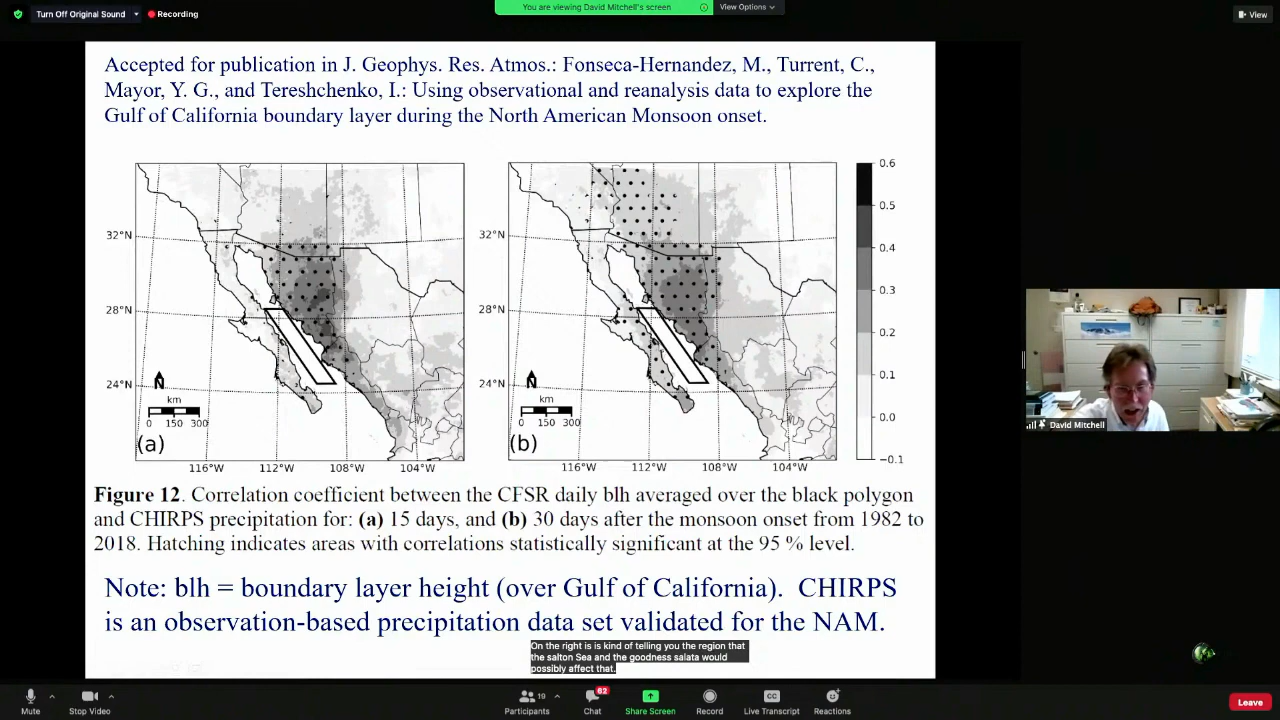 Turn Off Original Sound
Recording
You are viewing David Mitchell's screen
View Options
View
Accepted for publication in J. Geophys. Res. Atmos.: Fonseca-Hernandez, M., Turrent, C.,
Mayor, Y. G., and Tereshchenko, I.: Using observational and reanalysis data to explore the
Gulf of California boundary layer during the North American Monsoon onset.
32°N
28°N
24°N
N
km
0 150 300
(a)
116°W 112°W 108°W 104°W
32°N
28°N
24°N
N
km
0 150 300
(b)
116°W 112°W 108°W 104°W
0.6
0.5
0.4
0.3
0.2
0.1
0.0
−0.1
David Mitchell
Figure 12. Correlation coefficient between the CFSR daily blh averaged over the black polygon
and CHIRPS precipitation for: (a) 15 days, and (b) 30 days after the monsoon onset from 1982 to
2018. Hatching indicates areas with correlations statistically significant at the 95 % level.
Note: blh = boundary layer height (over Gulf of California). CHIRPS
is an observation-based precipitation data set validated for the NAM.
On the right is is kind of telling you the region that
the salton Sea and the goodness salata would
possibly affect that.
Mute
Stop Video
19
Participants
62
Chat
Share Screen
Record
CC
Live Transcript
Reactions
Leave